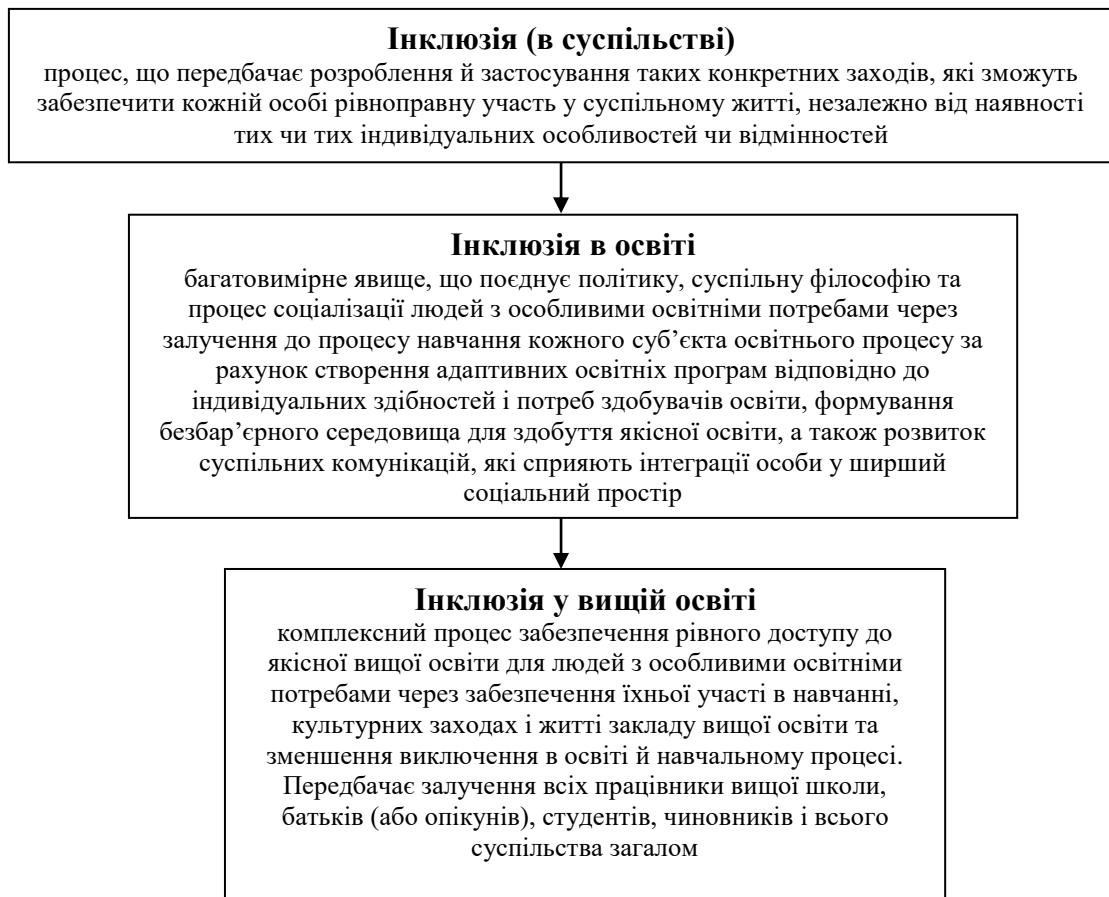 Інклюзія (в суспільстві)
процес, що передбачає розроблення й застосування таких конкретних заходів, які зможуть
забезпечити кожній особі рівноправну участь у суспільному житті, незалежно від наявності
тих чи тих індивідуальних особливостей чи відмінностей
Інклюзія в освіті
багатовимірне явище, що поєднує політику, суспільну філософію та
процес соціалізації людей з особливими освітніми потребами через
залучення до процесу навчання кожного суб’єкта освітнього процесу за
рахунок створення адаптивних освітніх програм відповідно до
індивідуальних здібностей і потреб здобувачів освіти, формування
безбар’єрного середовища для здобуття якісної освіти, а також розвиток
суспільних комунікацій, які сприяють інтеграції особи у ширший
соціальний простір
Інклюзія у вищій освіті
комплексний процес забезпечення рівного доступу до
якісної вищої освіти для людей з особливими освітніми
потребами через забезпечення їхньої участі в навчанні,
культурних заходах і житті закладу вищої освіти та
зменшення виключення в освіті й навчальному процесі.
Передбачає залучення всіх працівники вищої школи,
батьків (або опікунів), студентів, чиновників і всього
суспільства загалом